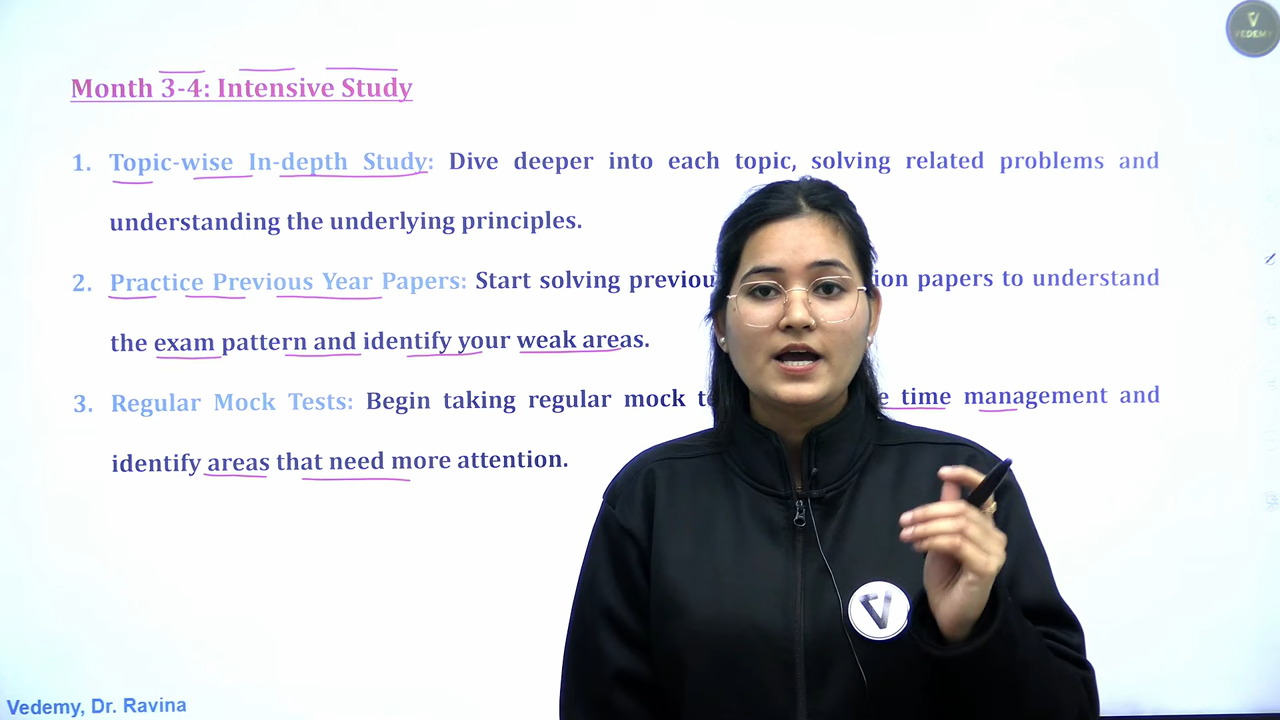 VEDEMY
Month 3-4: Intensive Study
1. Topic-wise In-depth Study: Dive deeper into each topic, solving related problems and
understanding the underlying principles.
2. Practice Previous Year Papers: Start solving ion papers to understand
the exam pattern and identify your weak areas.
3. Regular Mock Tests: Begin taking regular mock time management and
identify areas that need more attention.
Vedemy, Dr. Ravina